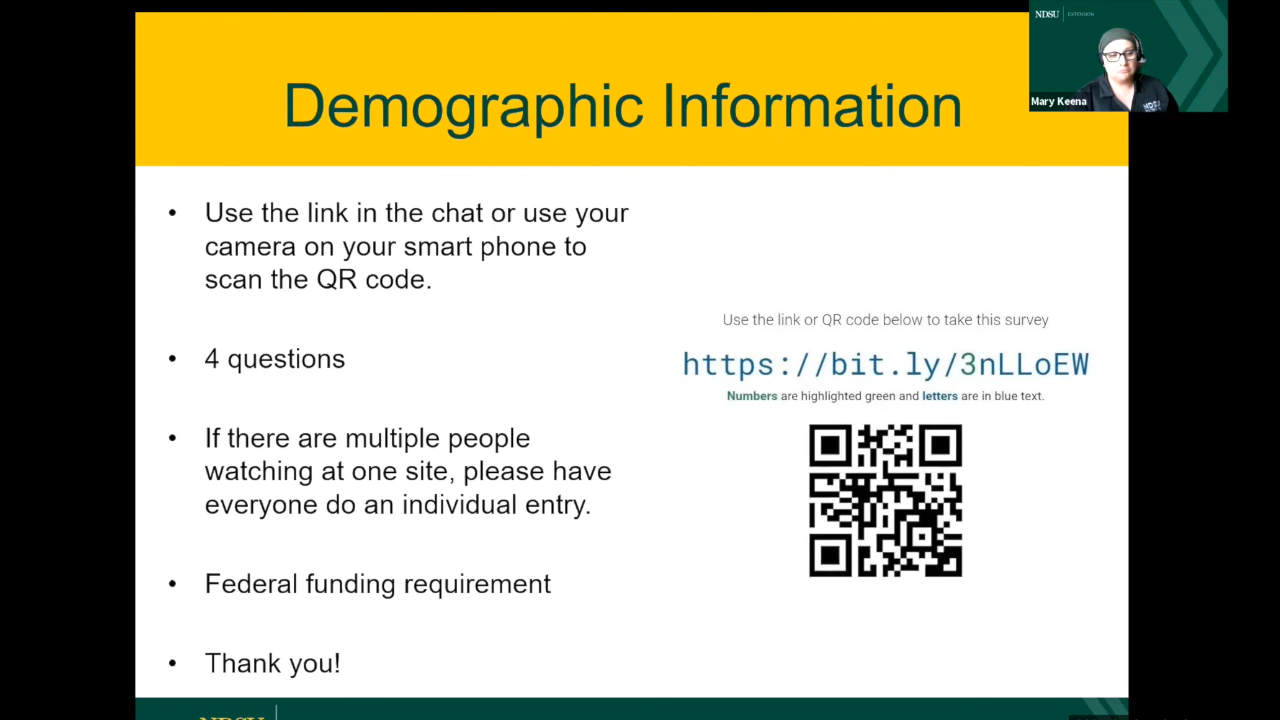 Demographic Information
NDSU EXTENSION
Mary Keena
NDSU
• Use the link in the chat or use your
camera on your smart phone to
scan the QR code.
• 4 questions
• If there are multiple people
watching at one site, please have
everyone do an individual entry.
• Federal funding requirement
• Thank you!
Use the link or QR code below to take this survey
https://bit.ly/3nLLoEW
Numbers are highlighted green and letters are in blue text.
NDSU